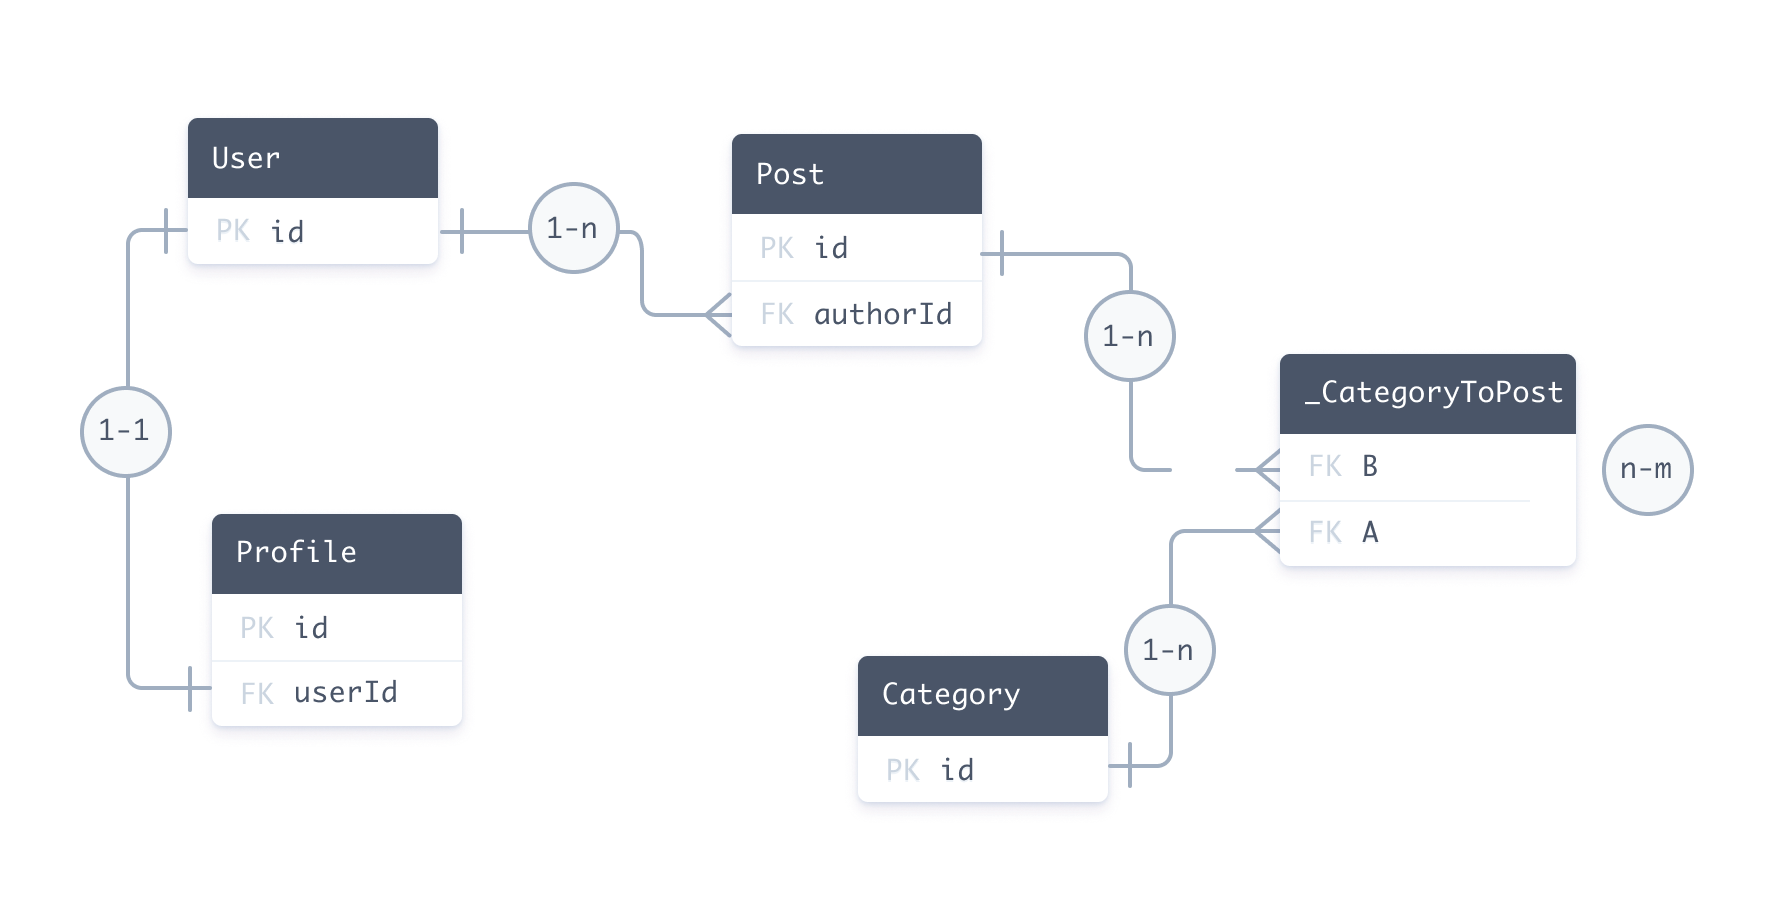 User
PK id
1-n
Post
PK id
FK authorId
1-n
1-1
_CategoryToPost
FK B
FK A
n-m
Profile
PK id
FK userId
1-n
Category
PK id